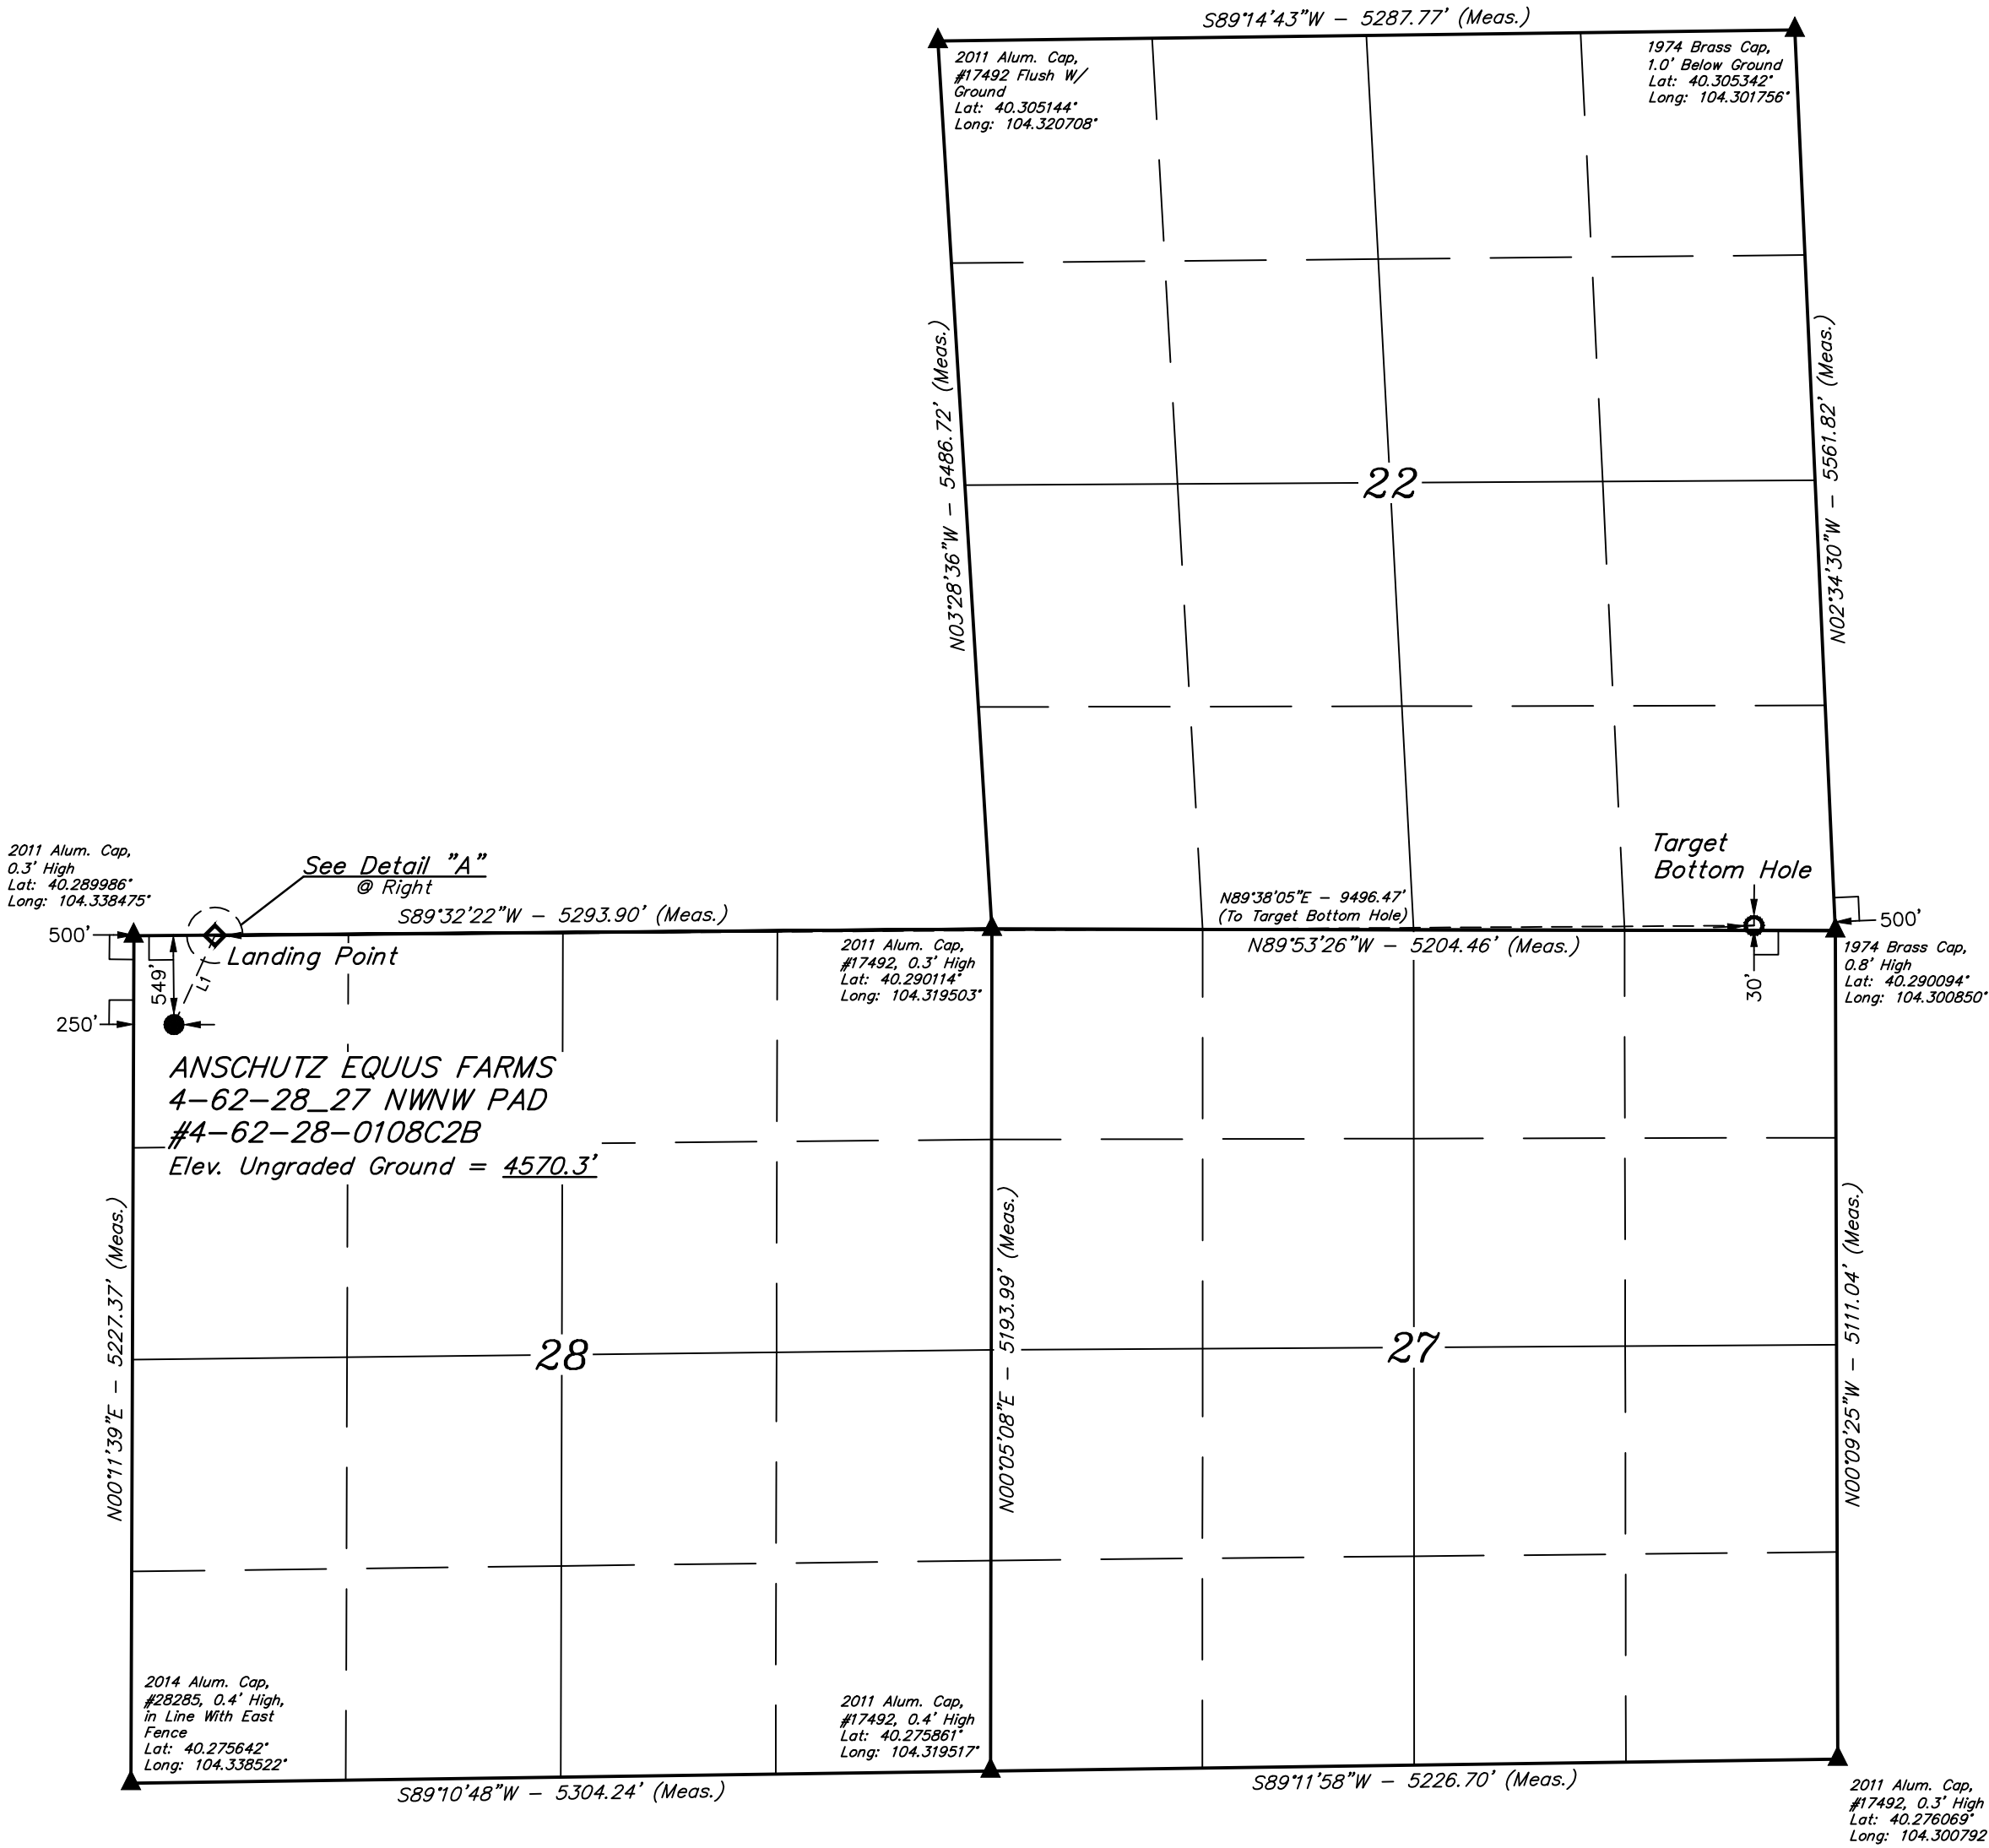 S89°14'43"W - 5287.77' (Meas.)
2011 Alum. Cap,
#17492 Flush W/
Ground
Lat: 40.305144°
Long: 104.320708°
1974 Brass Cap,
1.0' Below Ground
Lat: 40.305342°
Long: 104.301756°
N03°28'36"W - 5486.72' (Meas.)
N02°34'30"W - 5561.82' (Meas.)
22
Target
Bottom Hole
2011 Alum. Cap,
0.3' High
Lat: 40.289986°
Long: 104.338475°
See Detail "A"
@ Right
S89°32'22"W - 5293.90' (Meas.)
N89°38'05"E - 9496.47'
(To Target Bottom Hole)
500'
500'
Landing Point
549'
L1
250'
2011 Alum. Cap,
#17492, 0.3' High
Lat: 40.290114°
Long: 104.319503°
N89°53'26"W - 5204.46' (Meas.)
30'
1974 Brass Cap,
0.8' High
Lat: 40.290094°
Long: 104.300850°
ANSCHUTZ EQUUS FARMS
4-62-28_27 NWNW PAD
#4-62-28-0108C2B
Elev. Ungraded Ground = 4570.3'
N00°11'39"E - 5227.37' (Meas.)
N00°05'08"E - 5193.99' (Meas.)
N00°09'25"W - 5111.04' (Meas.)
28
27
2014 Alum. Cap,
#28285, 0.4' High,
in Line With East
Fence
Lat: 40.275642°
Long: 104.338522°
2011 Alum. Cap,
#17492, 0.4' High
Lat: 40.275861°
Long: 104.319517°
S89°10'48"W - 5304.24' (Meas.)
S89°11'58"W - 5226.70' (Meas.)
2011 Alum. Cap,
#17492, 0.3' High
Lat: 40.276069°
Long: 104.300792